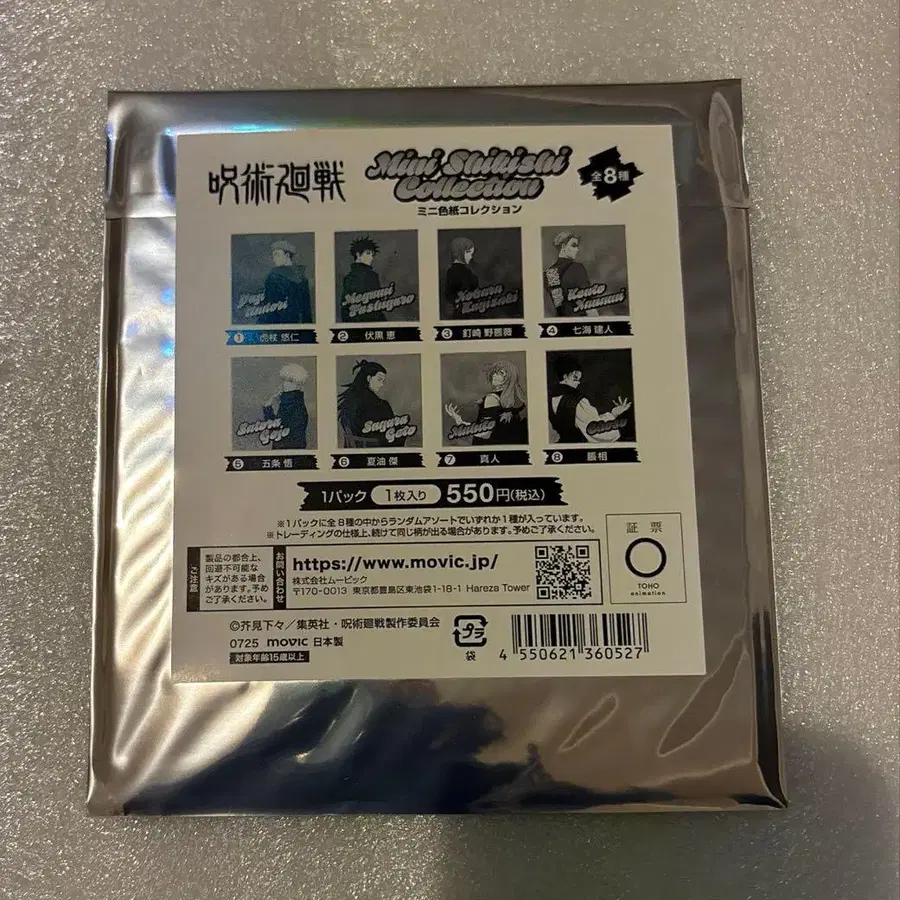 呪術廻戦
Mini Shikishi
Collection
ミニ色紙コレクション
全8種
Yuji
Itadori
Megumi
Fushiguro
Nobara
Kugisaki
Kento
Nanami
1 虎杖 悠仁
2 伏黒 恵
3 釘崎 野薔薇
4 七海 建人
Satoru
Gojo
Suguru
Geto
Mahito
Choso
5 五条 悟
6 夏油 傑
7 真人
8 脹相
1パック 1枚入り 550円(税込)
※1パックに全8種の中からランダムアソートでいずれか1種が入っています。
※トレーディングの仕様上、続けて同じ柄が出る場合があります。予めご了承ください。
ご注意
製品の都合上、
回避不可能な
キズがある場合
があります。予め
ご了承ください。
お問い合わせ
https://www.movic.jp/
株式会社ムービック
〒170-0013 東京都豊島区東池袋1-18-1 Hareza Tower
証票
TOHO
animation
©芥見下々／集英社・呪術廻戦製作委員会
0725 movic 日本製
対象年齢15歳以上
プラ
袋
4 550621 360527